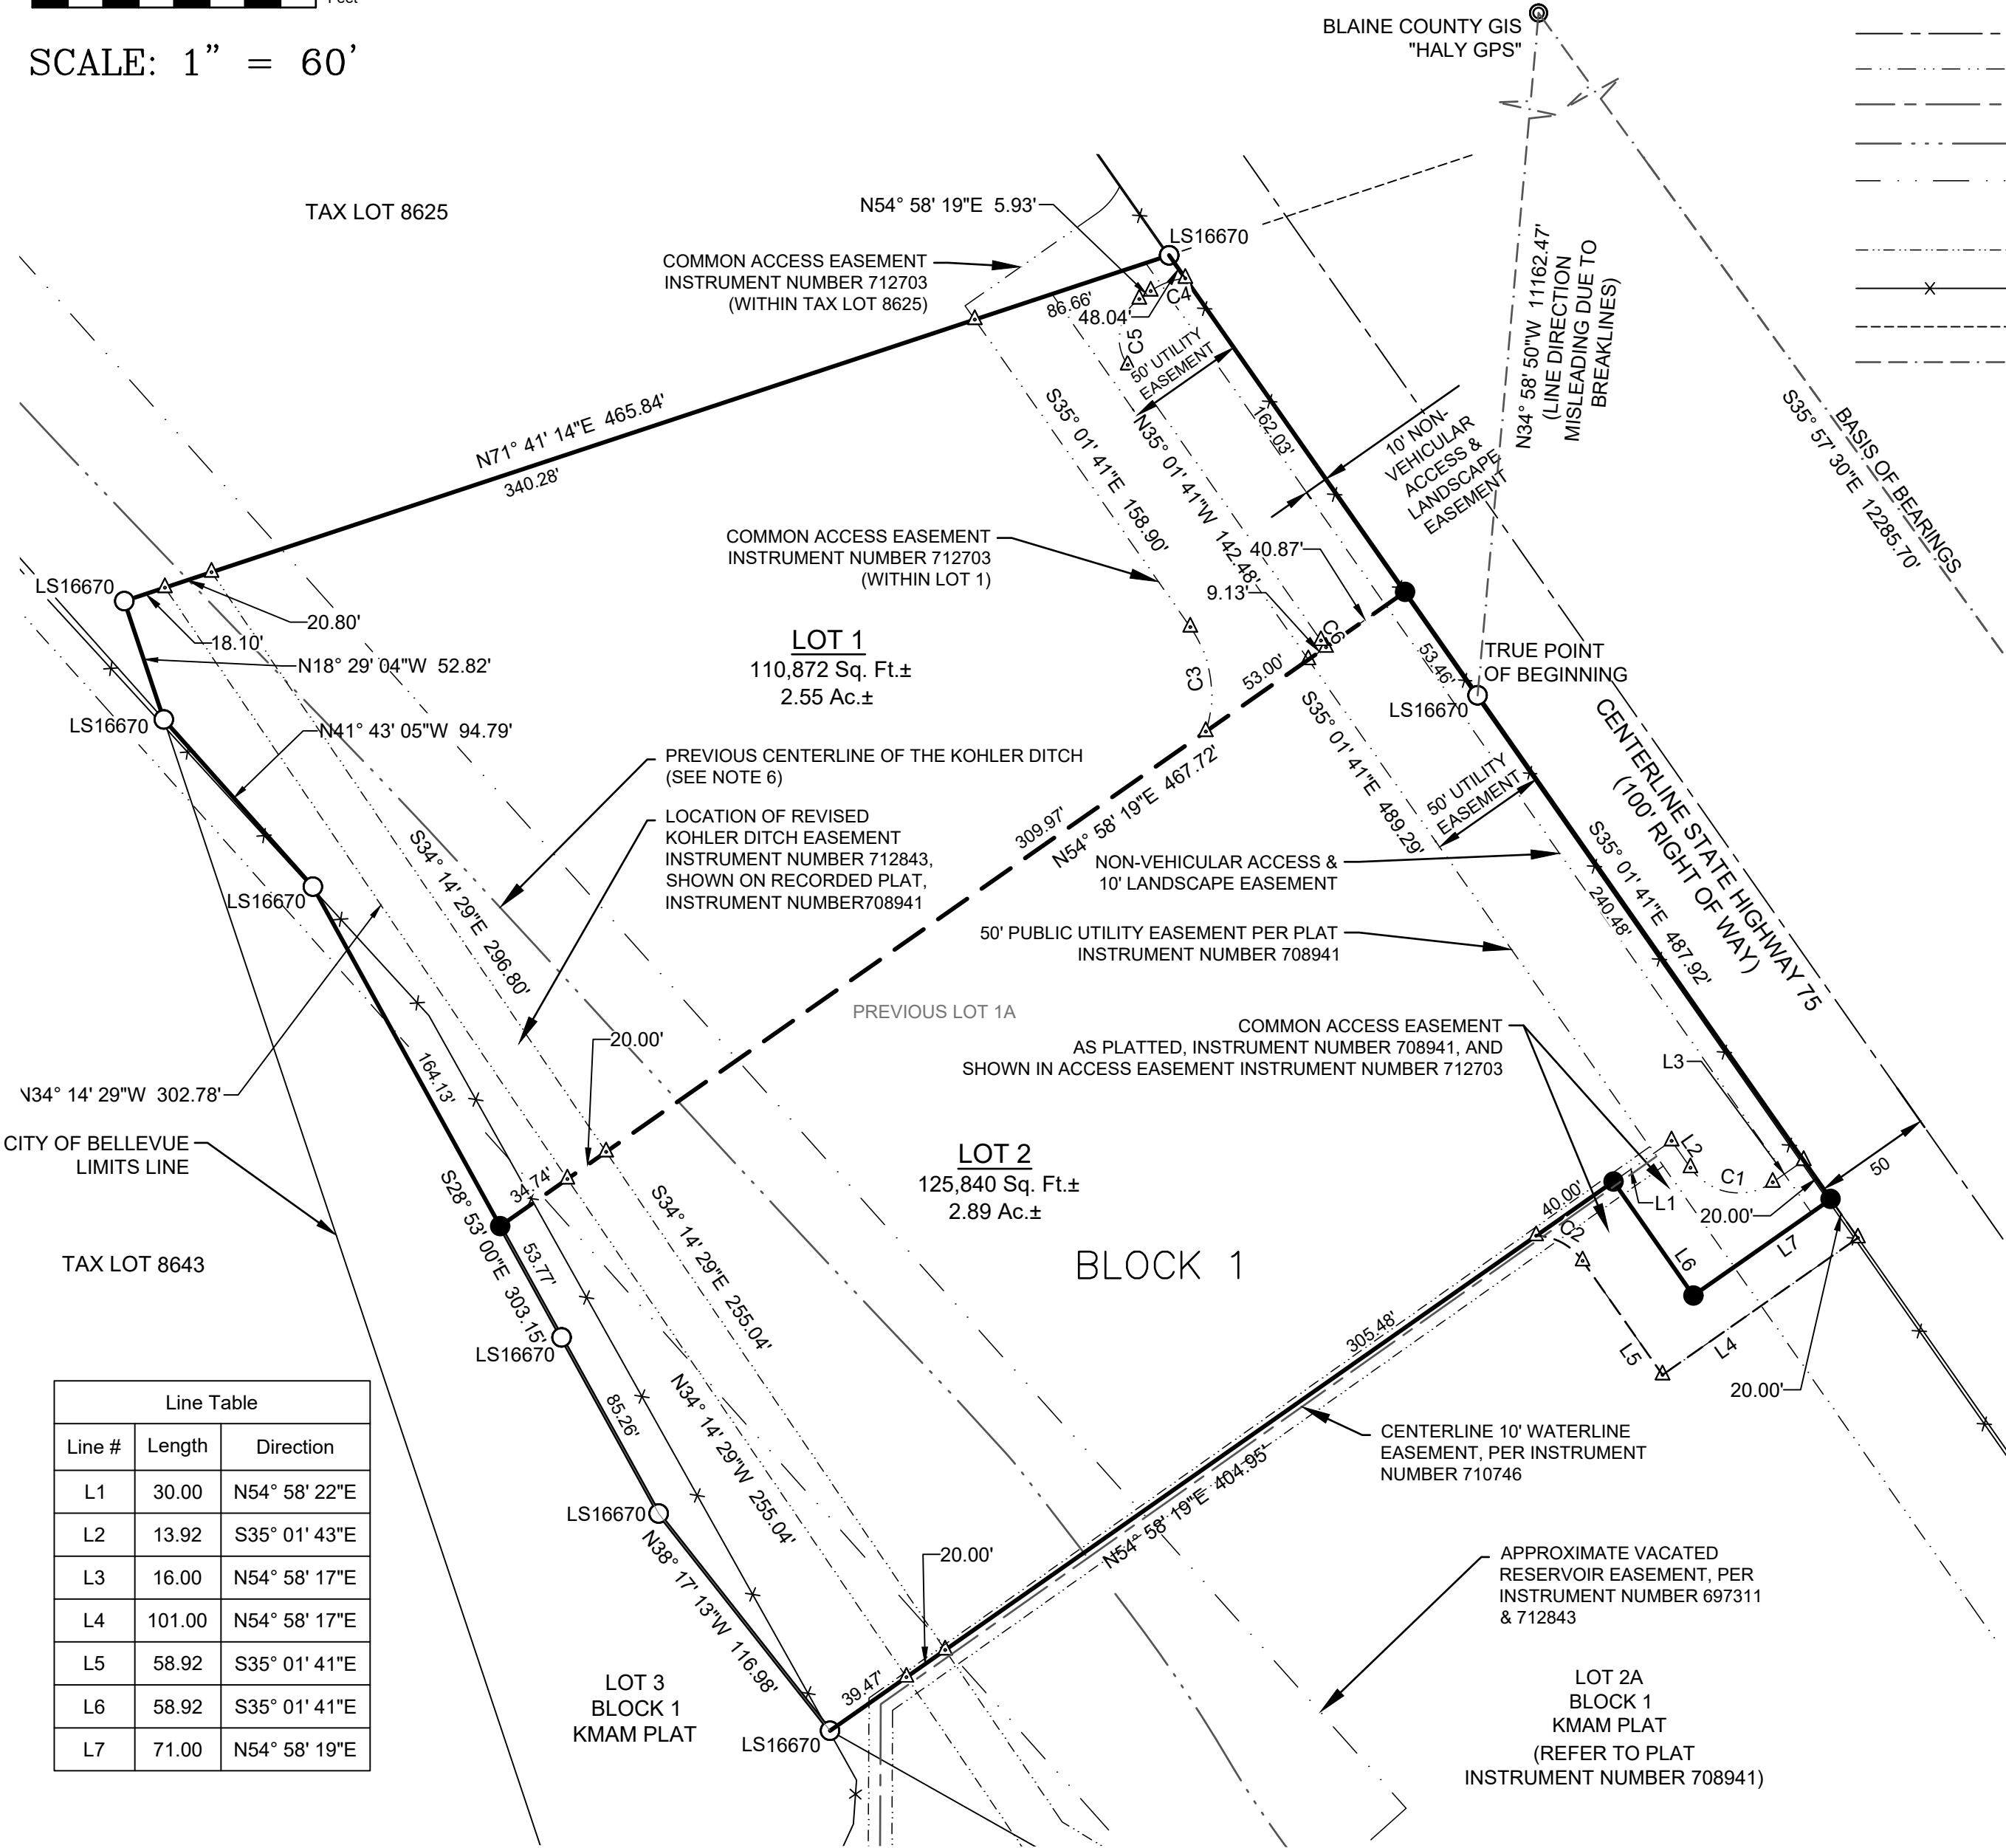 Feet
SCALE: 1" = 60'
BLAINE COUNTY GIS
"HALY GPS"
TAX LOT 8625
N54° 58' 19"E 5.93'
LS16670
COMMON ACCESS EASEMENT
INSTRUMENT NUMBER 712703
(WITHIN TAX LOT 8625)
86.66'
48.04'
C4
C5
50' UTILITY
EASEMENT
N34° 58' 50"W 11162.47'
(LINE DIRECTION
MISLEADING DUE TO
BREAKLINES)
BASIS OF BEARINGS
S35° 57' 30"E 12285.70'
N71° 41' 14"E 465.84'
340.28'
S35° 01' 41"E 158.90'
N35° 01' 41"W 142.48'
162.03'
10' NON-
VEHICULAR
ACCESS &
LANDSCAPE
EASEMENT
COMMON ACCESS EASEMENT
INSTRUMENT NUMBER 712703
(WITHIN LOT 1)
40.87'
9.13'
C6
LS16670
20.80'
18.10'
N18° 29' 04"W 52.82'
LOT 1
110,872 Sq. Ft.±
2.55 Ac.±
C3
53.00'
53.46'
TRUE POINT
OF BEGINNING
LS16670
LS16670
N41° 43' 05"W 94.79'
PREVIOUS CENTERLINE OF THE KOHLER DITCH
(SEE NOTE 6)
LOCATION OF REVISED
KOHLER DITCH EASEMENT
INSTRUMENT NUMBER 712843,
SHOWN ON RECORDED PLAT,
INSTRUMENT NUMBER708941
309.97'
N54° 58' 19"E 467.72'
S35° 01' 41"E 489.29'
50' UTILITY
EASEMENT
CENTERLINE STATE HIGHWAY 75
(100' RIGHT OF WAY)
S35° 01' 41"E 487.92'
240.48'
NON-VEHICULAR ACCESS &
10' LANDSCAPE EASEMENT
LS16670
S34° 14' 29"E 296.80'
50' PUBLIC UTILITY EASEMENT PER PLAT
INSTRUMENT NUMBER 708941
PREVIOUS LOT 1A
COMMON ACCESS EASEMENT
AS PLATTED, INSTRUMENT NUMBER 708941, AND
SHOWN IN ACCESS EASEMENT INSTRUMENT NUMBER 712703
20.00'
164.13'
L3
N34° 14' 29"W 302.78'
CITY OF BELLEVUE
LIMITS LINE
LOT 2
125,840 Sq. Ft.±
2.89 Ac.±
BLOCK 1
34.74'
S28° 53' 00"E 303.15'
53.77'
S34° 14' 29"E 255.04'
L2
C1
L1
40.00'
C2
20.00'
50
L6
L7
TAX LOT 8643
LS16670
305.48'
L5
L4
20.00'
85.26'
N34° 14' 29"W 255.04'
CENTERLINE 10' WATERLINE
EASEMENT, PER INSTRUMENT
NUMBER 710746
N54° 58' 19"E 404.95'
LS16670
N38° 17' 13"W 116.98'
20.00'
APPROXIMATE VACATED
RESERVOIR EASEMENT, PER
INSTRUMENT NUMBER 697311
& 712843
39.47'
LOT 3
BLOCK 1
KMAM PLAT
LS16670
LOT 2A
BLOCK 1
KMAM PLAT
(REFER TO PLAT
INSTRUMENT NUMBER 708941)
Line Table
Line # Length Direction
L1 30.00 N54° 58' 22"E
L2 13.92 S35° 01' 43"E
L3 16.00 N54° 58' 17"E
L4 101.00 N54° 58' 17"E
L5 58.92 S35° 01' 41"E
L6 58.92 S35° 01' 41"E
L7 71.00 N54° 58' 19"E